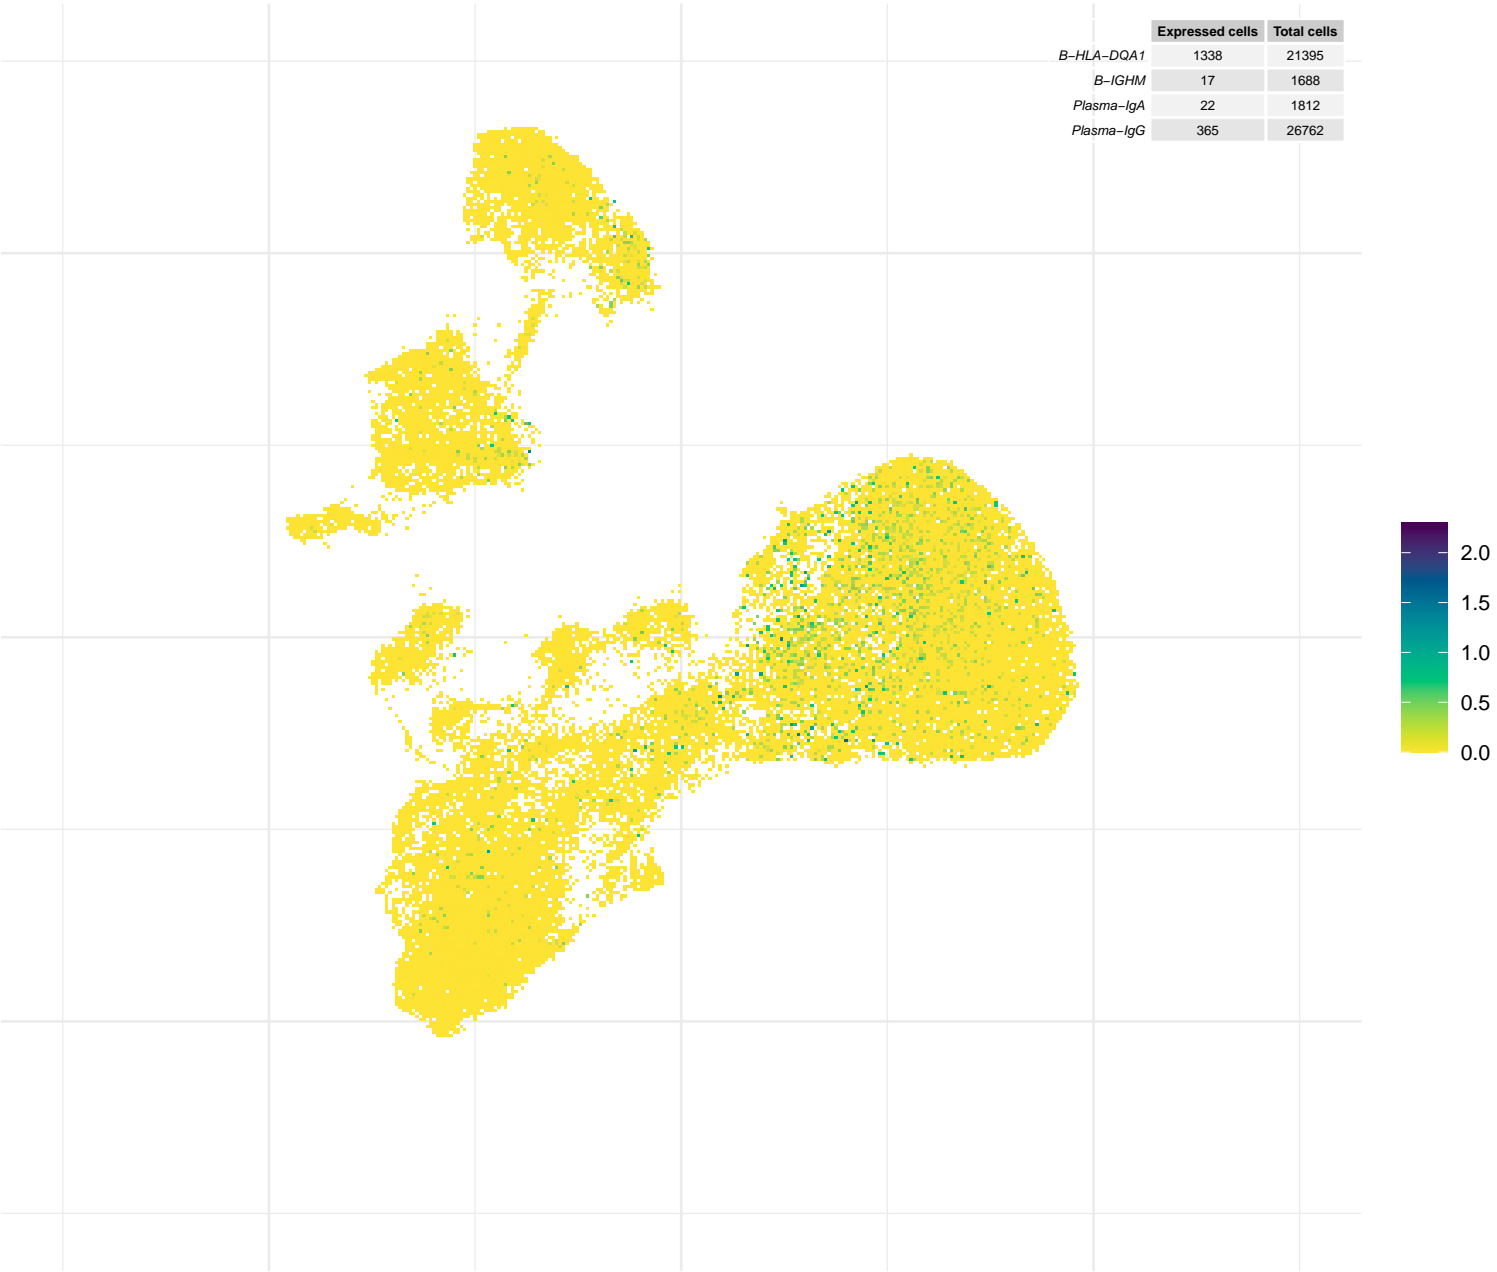 Expressed cells Total cells
B−HLA−DQA1 1338 21395
B−IGHM 17 1688
Plasma−IgA 22 1812
Plasma−IgG 365 26762
2.0
1.5
1.0
0.5
0.0